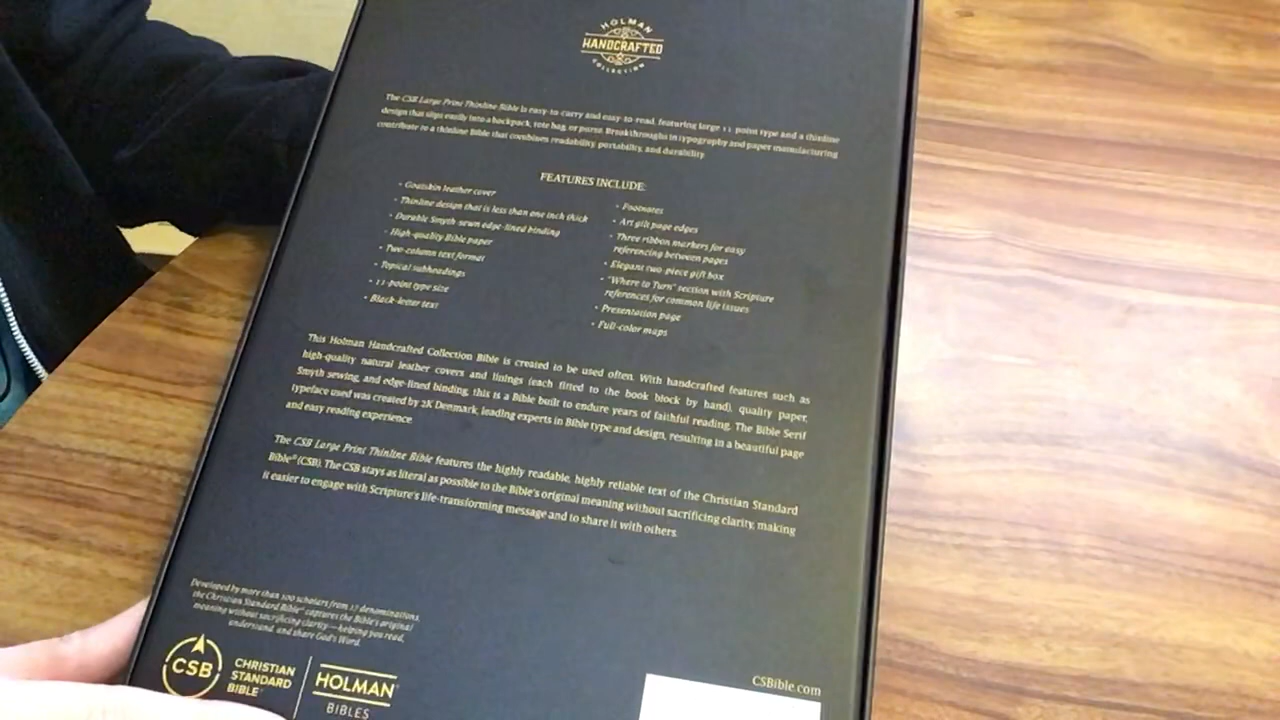 HOLMAN
HANDCRAFTED
COLLECTION
The CSB Large Print Thinline Bible is easy-to-carry and easy-to-read, featuring large 11-point type and a thinline
design that slips easily into a backpack, tote bag, or purse. Breakthroughs in typography and paper manufacturing
contribute to a thinline Bible that combines readability, portability, and durability.
FEATURES INCLUDE:
• Goatskin leather cover
• Thinline design that is less than one inch thick
• Durable Smyth-sewn edge-lined binding
• High-quality Bible paper
• Two-column text format
• Topical subheadings
• 11-point type size
• Black-letter text
• Footnotes
• Art gilt page edges
• Three ribbon markers for easy
referencing between pages
• Elegant two-piece gift box
• "Where to Turn" section with Scripture
references for common life issues
• Presentation page
• Full-color maps
This Holman Handcrafted Collection Bible is created to be used often. With handcrafted features such as
high-quality natural leather covers and linings (each fitted to the book block by hand), quality paper,
Smyth sewing, and edge-lined binding, this is a Bible built to endure years of faithful reading. The Bible Serif
typeface used was created by 2K Denmark, leading experts in Bible type and design, resulting in a beautiful page
and easy reading experience.
The CSB Large Print Thinline Bible features the highly readable, highly reliable text of the Christian Standard
Bible® (CSB). The CSB stays as literal as possible to the Bible's original meaning without sacrificing clarity, making
it easier to engage with Scripture's life-transforming message and to share it with others.
Developed by more than 100 scholars from 17 denominations,
the Christian Standard Bible® captures the Bible's original
meaning without sacrificing clarity—helping you read,
understand, and share God's Word.
CSB
CHRISTIAN
STANDARD
BIBLE®
HOLMAN®
BIBLES
CSBible.com